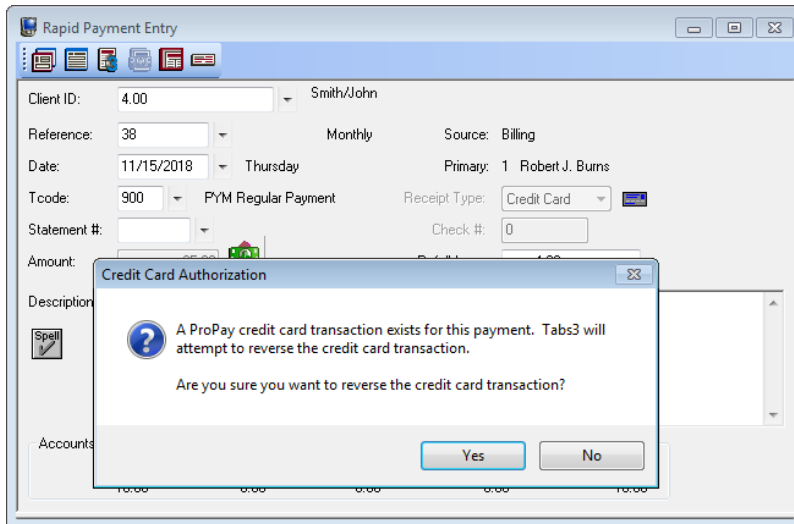 Rapid Payment Entry
Client ID: 4.00 Smith/John
Reference: 38 Monthly Source: Billing
Date: 11/15/2018 Thursday Primary: 1 Robert J. Burns
Tcode: 900 PYM Regular Payment Receipt Type: Credit Card
Statement #: Check #: 0
Amount:
Credit Card Authorization
Description
Spell
A ProPay credit card transaction exists for this payment. Tabs3 will
attempt to reverse the credit card transaction.
Are you sure you want to reverse the credit card transaction?
Accounts
Yes No